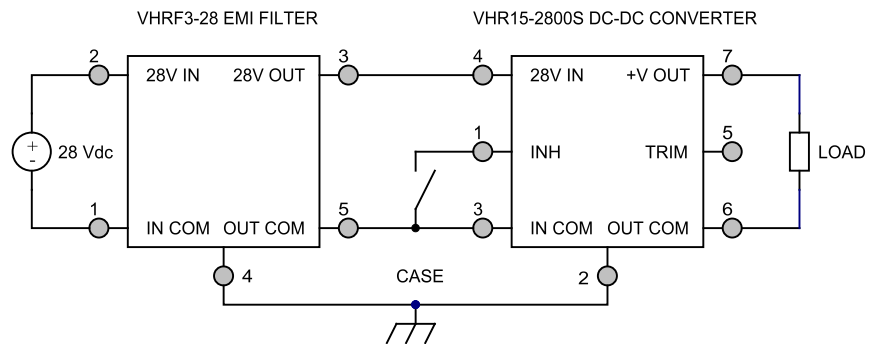 VHRF3-28 EMI FILTER
VHR15-2800S DC-DC CONVERTER
2
3
4
7
28V IN
28V OUT
28V IN
+V OUT
+
-
28 Vdc
1
INH
5
TRIM
LOAD
1
5
3
6
IN COM
OUT COM
IN COM
OUT COM
4
CASE
2